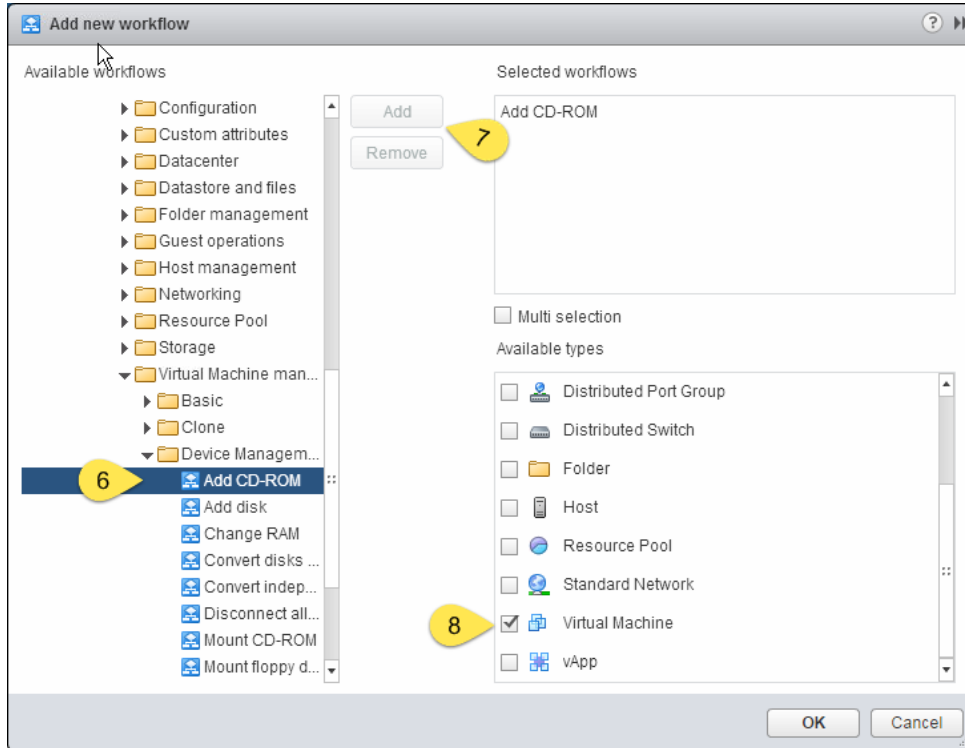 Add new workflow
?
Available workflows
Configuration
Custom attributes
Datacenter
Datastore and files
Folder management
Guest operations
Host management
Networking
Resource Pool
Storage
Virtual Machine man...
Basic
Clone
Device Managem...
6
Add CD-ROM
Add disk
Change RAM
Convert disks ...
Convert indep...
Disconnect all...
Mount CD-ROM
Mount floppy d...
Add
7
Remove
Selected workflows
Add CD-ROM
Multi selection
Available types
Distributed Port Group
Distributed Switch
Folder
Host
Resource Pool
Standard Network
8
Virtual Machine
vApp
OK
Cancel